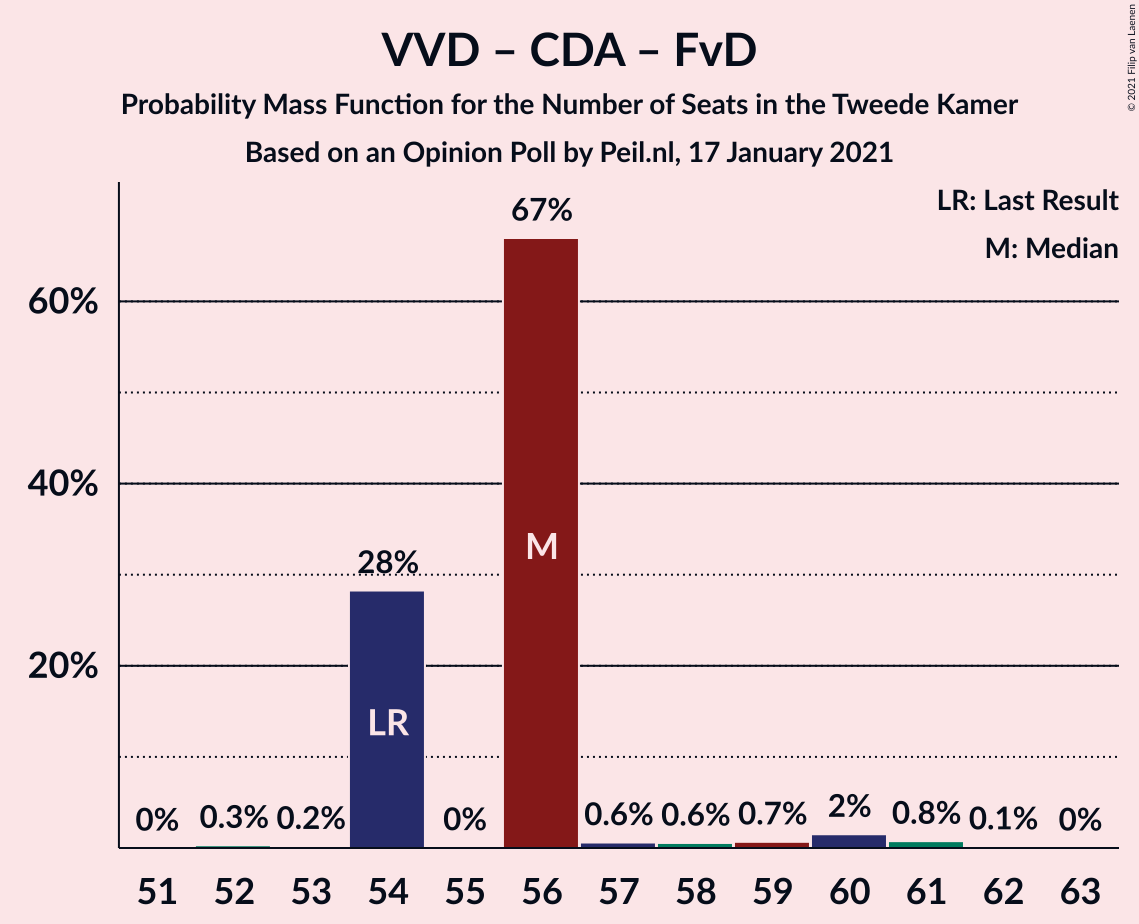 VVD – CDA – FvD
Probability Mass Function for the Number of Seats in the Tweede Kamer
Based on an Opinion Poll by Peil.nl, 17 January 2021
© 2021 Filip van Laenen
LR: Last Result
M: Median
67%
60%
40%
28%
M
20%
LR
0% 0.3% 0.2% 0% 0.6% 0.6% 0.7% 2% 0.8% 0.1% 0%
51 52 53 54 55 56 57 58 59 60 61 62 63